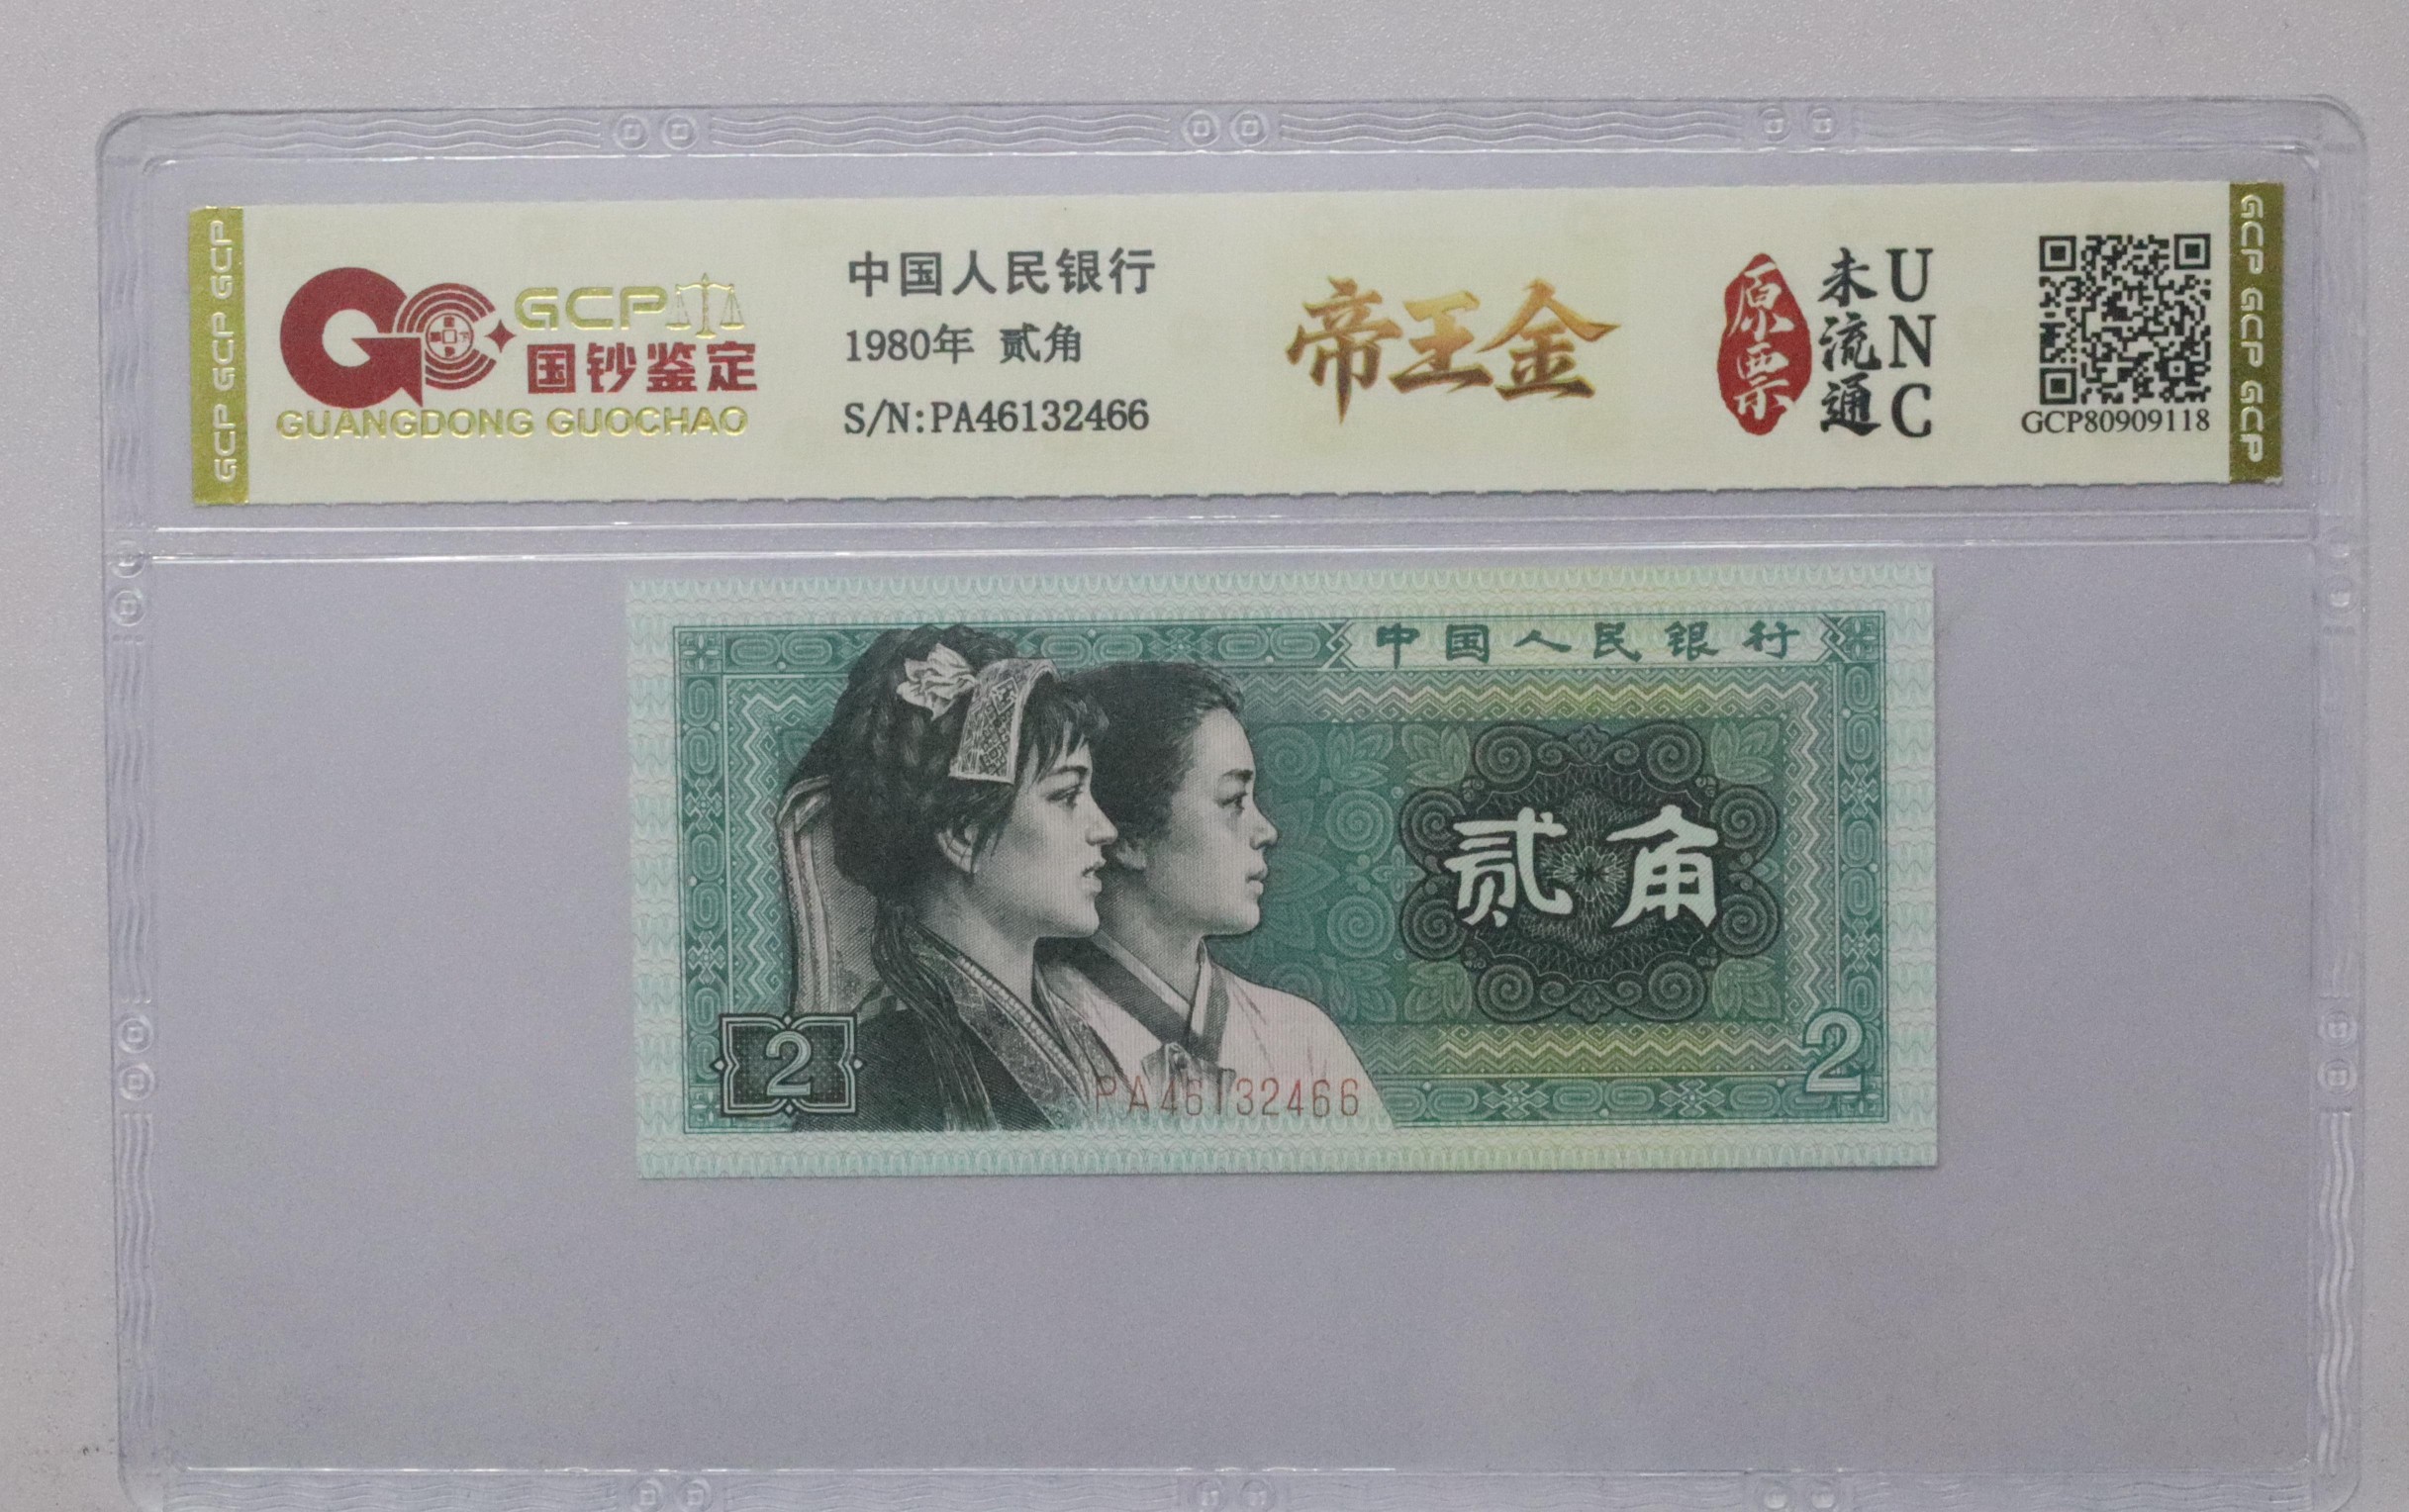 GCP GCP GCP
GCP
国钞鉴定
GUANGDONG GUOCHAO
中国人民银行
1980年 贰角
S/N:PA46132466
帝王金
原票
未流通
UNC
GCP80909118
GCP GCP GCP
中国人民银行
贰角
2
2
PA46132466